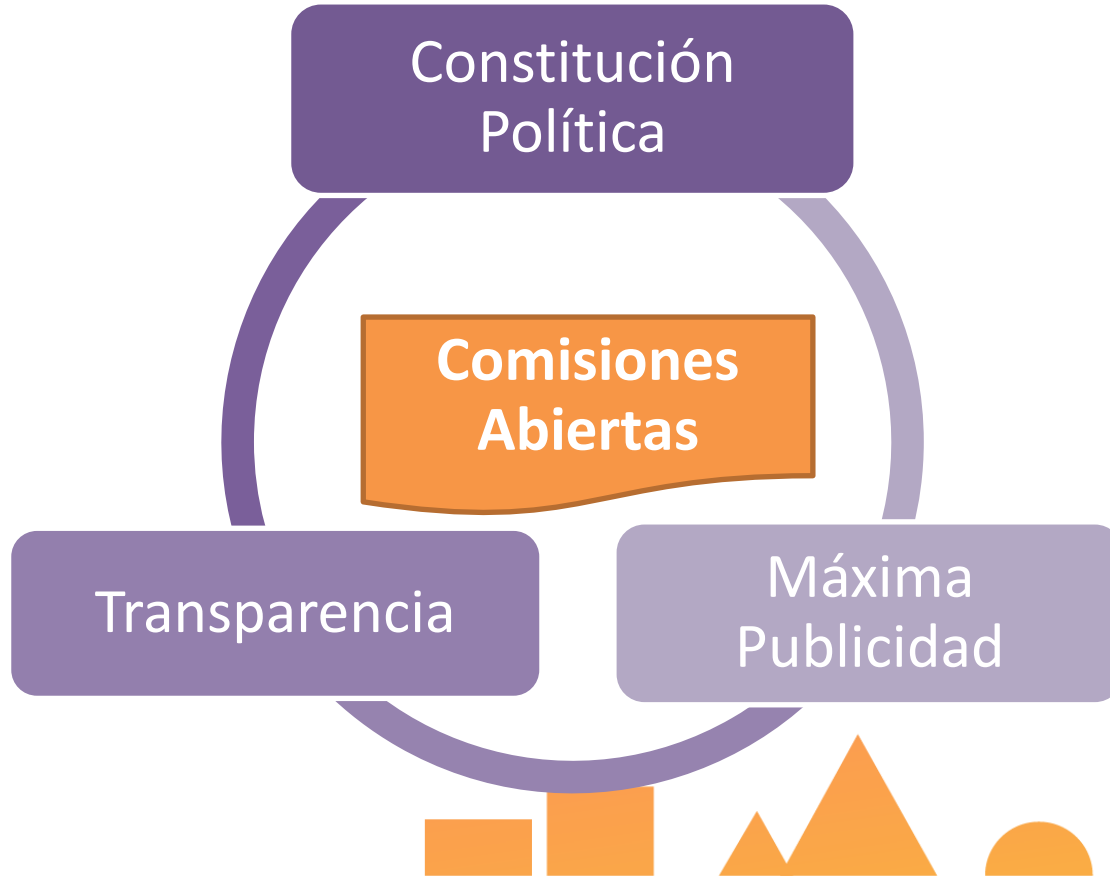 Constitución
Política
Comisiones
Abiertas
Transparencia
Máxima
Publicidad